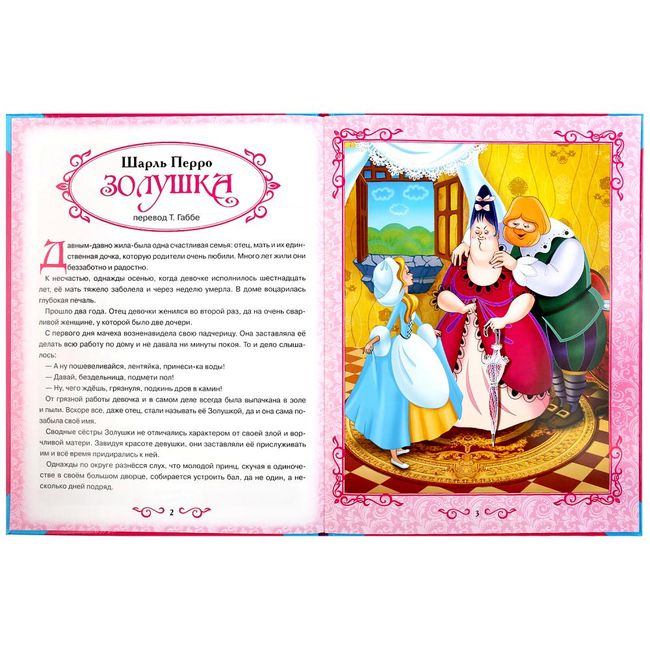 Шарль Перро
ЗОЛУШКА
перевод Т. Габбе
Давным-давно жила-была одна счастливая семья: отец, мать и их един-
ственная дочка, которую родители очень любили. Много лет жили они
беззаботно и радостно.
К несчастью, однажды осенью, когда девочке исполнилось шестнадцать
лет, её мать тяжело заболела и через неделю умерла. В доме воцарилась
глубокая печаль.
Прошло два года. Отец девочки женился во второй раз, да на очень свар-
ливой женщине, у которой было две дочери.
С первого дня мачеха возненавидела свою падчерицу. Она заставляла её
делать всю работу по дому и не давала ни минуты покоя. То и дело слыша-
лось:
— А ну пошевеливайся, лентяйка, принеси-ка воды!
— Давай, бездельница, подмети пол!
— Ну, чего ждёшь, грязнуля, подкинь дров в камин!
От грязной работы девочка и в самом деле всегда была выпачкана в золе
и пыли. Вскоре все, даже отец, стали называть её Золушкой, да и она сама по-
забыла своё имя.
Сводные сёстры Золушки не отличались характером от своей злой и вор-
чливой матери. Завидуя красоте девушки, они заставляли её прислуживать
им и всё время придирались к ней.
Однажды по округе разнёсся слух, что молодой принц, скучая в одиноче-
стве в своём большом дворце, собирается устроить бал, да не один, а не-
сколько дней подряд.
2
3